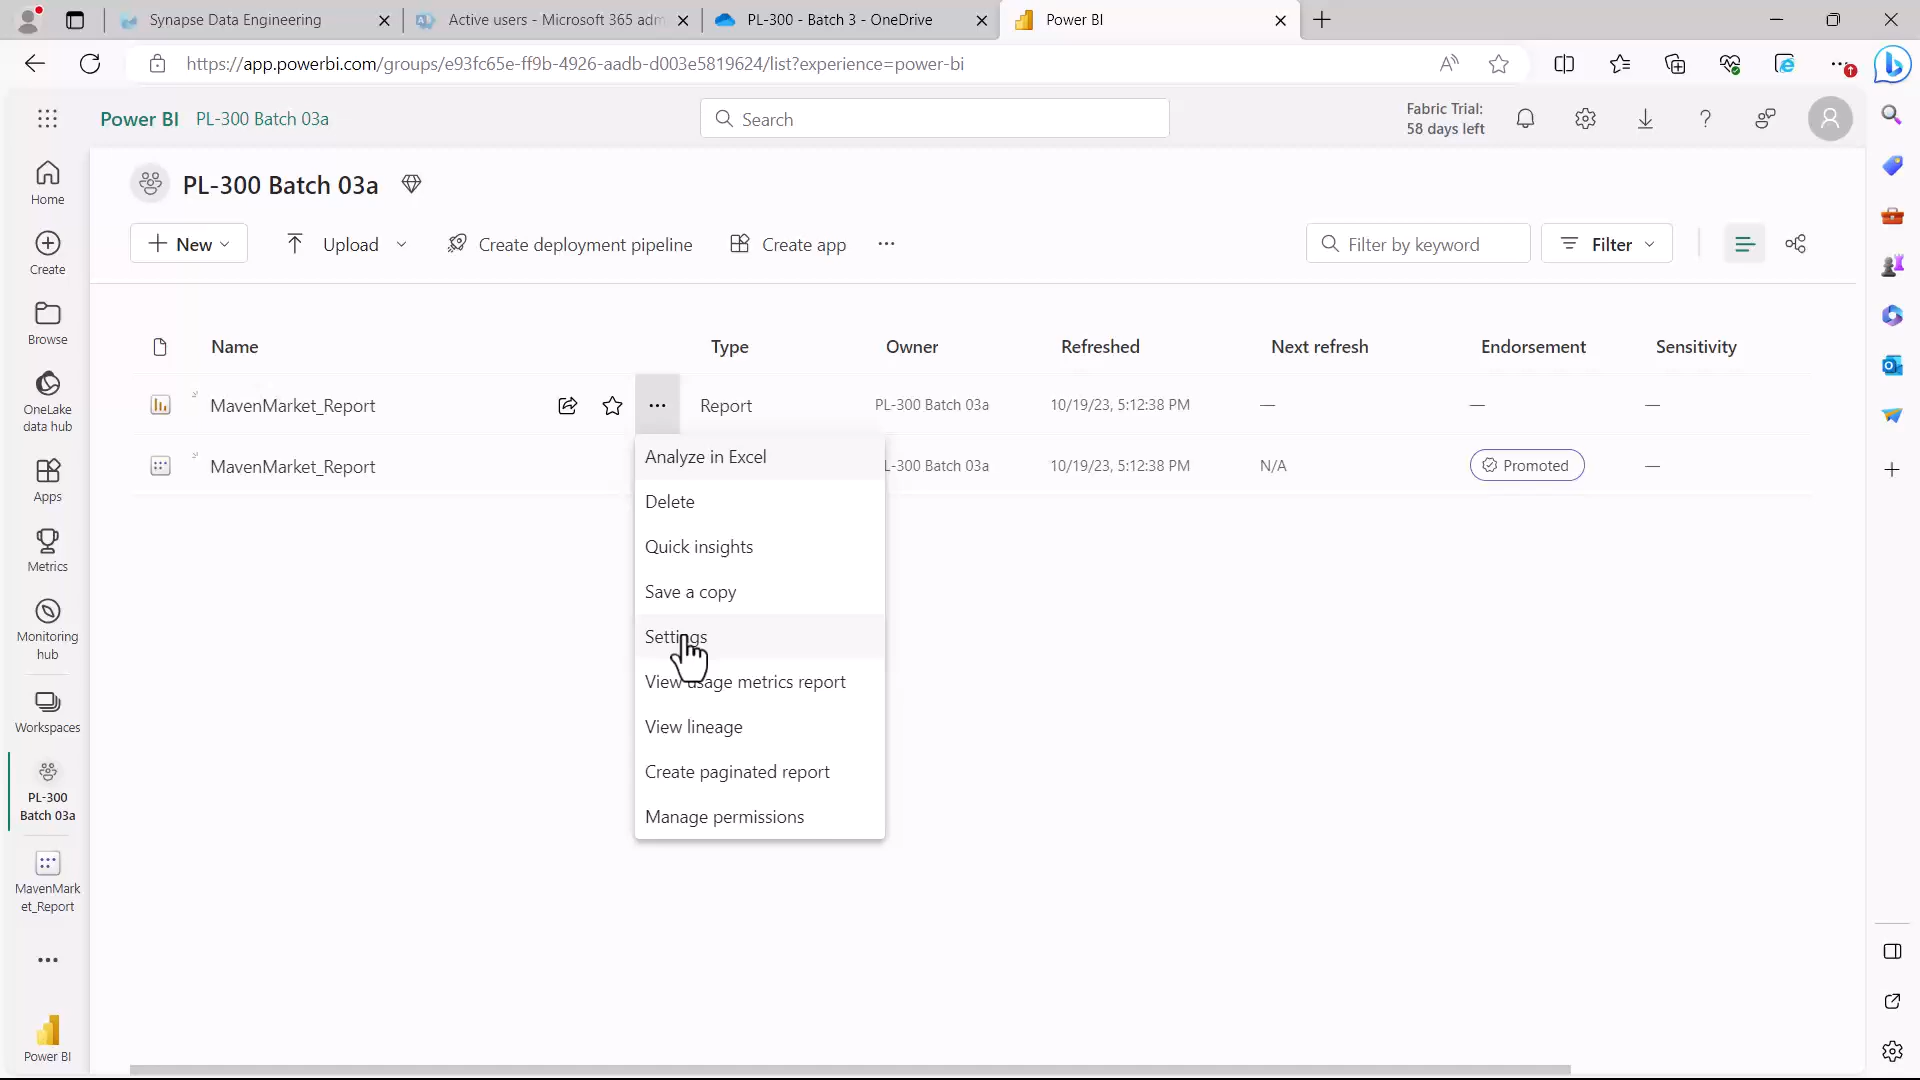 Synapse Data Engineering
Active users - Microsoft 365 adm
PL-300 - Batch 3 - OneDrive
Power BI
https://app.powerbi.com/groups/e93fc65e-ff9b-4926-aadb-d003e5819624/list?experience=power-bi
Power BI PL-300 Batch 03a
Search
Fabric Trial:
58 days left
Home
Create
Browse
OneLake
data hub
Apps
Metrics
Monitoring
hub
Workspaces
PL-300
Batch 03a
MavenMark
et_Report
Power BI
PL-300 Batch 03a
New
Upload
Create deployment pipeline
Create app
Filter by keyword
Filter
Name Type Owner Refreshed Next refresh Endorsement Sensitivity
MavenMarket_Report Report PL-300 Batch 03a 10/19/23, 5:12:38 PM — — —
MavenMarket_Report L-300 Batch 03a 10/19/23, 5:12:38 PM N/A Promoted —
Analyze in Excel
Delete
Quick insights
Save a copy
Settings
View usage metrics report
View lineage
Create paginated report
Manage permissions